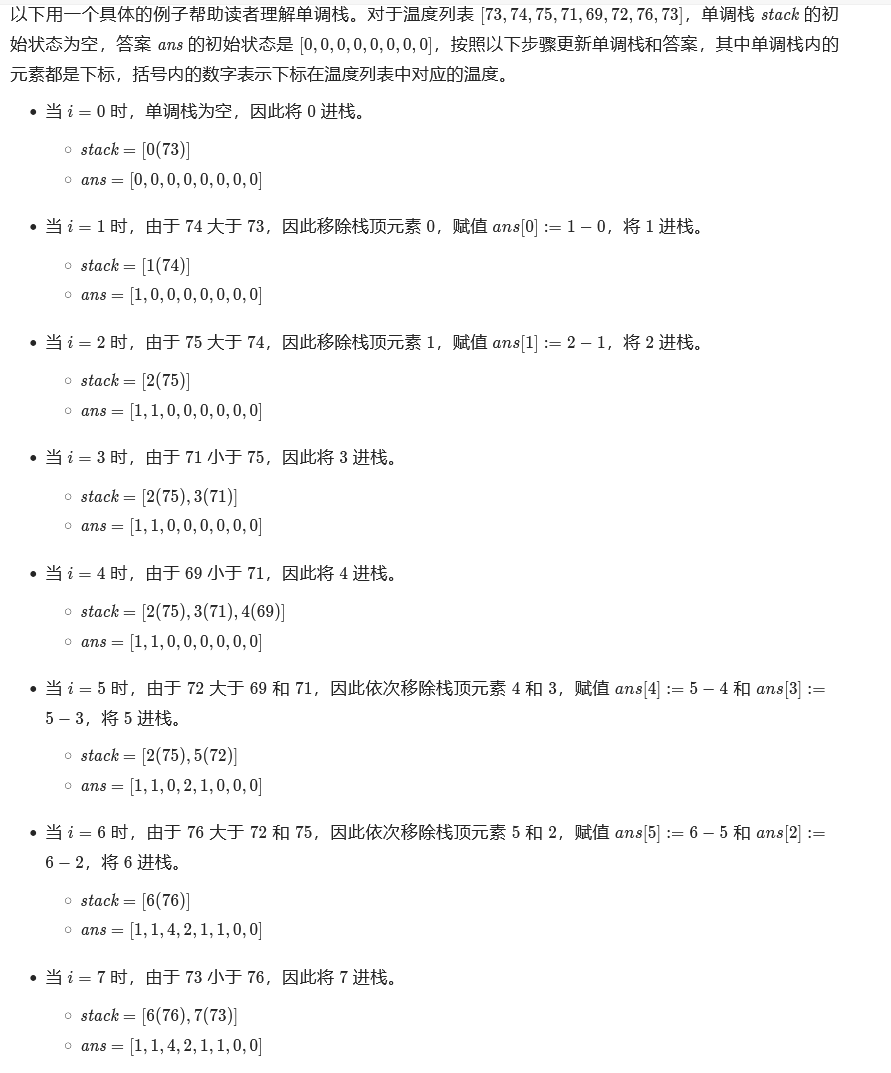 以下用一个具体的例子帮助读者理解单调栈。对于温度列表 [73,74,75,71,69,72,76,73]，单调栈 stack 的初
始状态为空，答案 ans 的初始状态是 [0,0,0,0,0,0,0,0]，按照以下步骤更新单调栈和答案，其中单调栈内的
元素都是下标，括号内的数字表示下标在温度列表中对应的温度。
• 当 i = 0 时，单调栈为空，因此将 0 进栈。
◦ stack = [0(73)]
◦ ans = [0,0,0,0,0,0,0,0]
• 当 i = 1 时，由于 74 大于 73，因此移除栈顶元素 0，赋值 ans[0] := 1 − 0，将 1 进栈。
◦ stack = [1(74)]
◦ ans = [1,0,0,0,0,0,0,0]
• 当 i = 2 时，由于 75 大于 74，因此移除栈顶元素 1，赋值 ans[1] := 2 − 1，将 2 进栈。
◦ stack = [2(75)]
◦ ans = [1,1,0,0,0,0,0,0]
• 当 i = 3 时，由于 71 小于 75，因此将 3 进栈。
◦ stack = [2(75),3(71)]
◦ ans = [1,1,0,0,0,0,0,0]
• 当 i = 4 时，由于 69 小于 71，因此将 4 进栈。
◦ stack = [2(75),3(71),4(69)]
◦ ans = [1,1,0,0,0,0,0,0]
• 当 i = 5 时，由于 72 大于 69 和 71，因此依次移除栈顶元素 4 和 3，赋值 ans[4] := 5 − 4 和 ans[3] :=
5 − 3，将 5 进栈。
◦ stack = [2(75),5(72)]
◦ ans = [1,1,0,2,1,0,0,0]
• 当 i = 6 时，由于 76 大于 72 和 75，因此依次移除栈顶元素 5 和 2，赋值 ans[5] := 6 − 5 和 ans[2] :=
6 − 2，将 6 进栈。
◦ stack = [6(76)]
◦ ans = [1,1,4,2,1,1,0,0]
• 当 i = 7 时，由于 73 小于 76，因此将 7 进栈。
◦ stack = [6(76),7(73)]
◦ ans = [1,1,4,2,1,1,0,0]